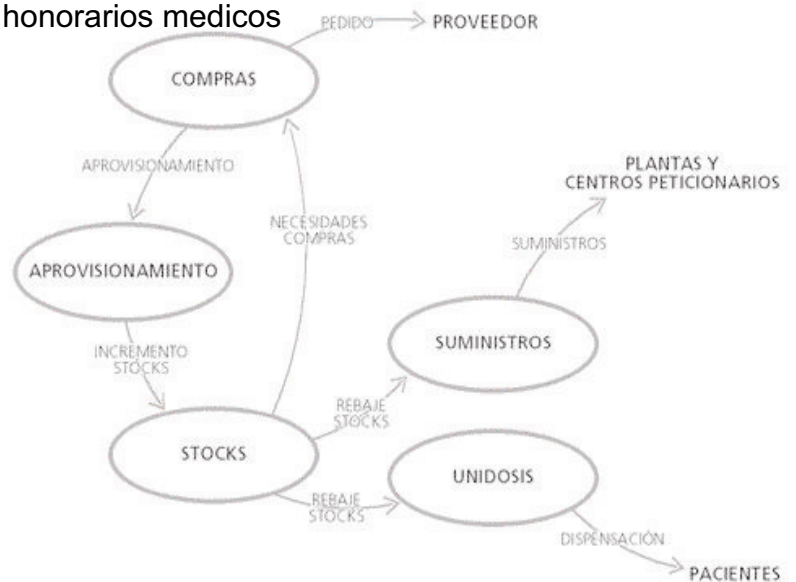 honorarios medicos
PEDIDO
PROVEEDOR
COMPRAS
APROVISIONAMIENTO
PLANTAS Y
CENTROS PETICIONARIOS
NECESIDADES
COMPRAS
SUMINISTROS
APROVISIONAMIENTO
SUMINISTROS
INCREMENTO
STOCKS
REBAJE
STOCKS
STOCKS
UNIDOSIS
REBAJE
STOCKS
DISPENSACIÓN
PACIENTES